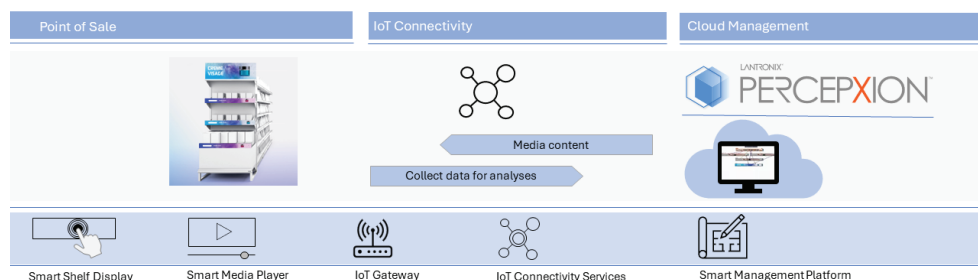 Point of Sale
IoT Connectivity
Cloud Management
LANTRONIX
PERCEPXION
Media content
Collect data for analyses
Smart Shelf Display
Smart Media Player
IoT Gateway
IoT Connectivity Services
Smart Management Platform